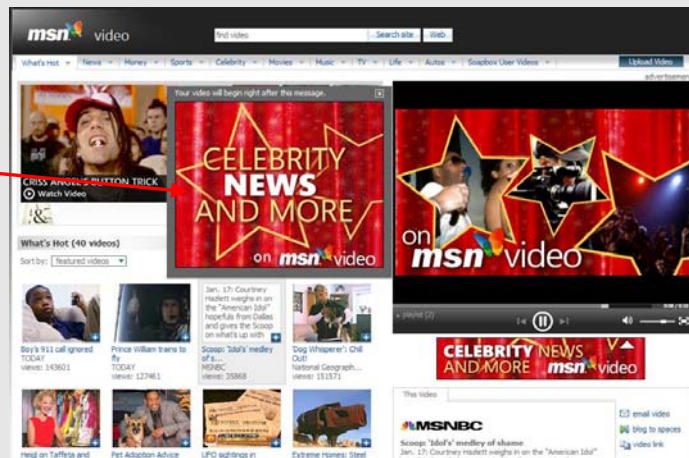 msn video
find video
Search site
Web
What's Hot
News
Money
Sports
Celebrity
Movies
Music
TV
Life
Autos
Soapbox User Videos
Upload Video
advertisement
CRISS ANGEL'S BUTTON TRICK
Watch Video
Your video will begin right after this message.
CELEBRITY
NEWS
AND MORE
on msn video
on
msn video
What's Hot (40 videos)
Sort by: featured videos
playlist (2)
Boy's 911 call ignored
TODAY
views: 143601
Prince William trains to
fly
TODAY
views: 127461
Jan. 17: Courtney
Hazlett weighs in on
the "American Idol"
hopefuls from Dallas
and gives the Scoop
on what's up with
Scoop: 'Idol's' medley
of s...
MSNBC
views: 35868
'Dog Whisperer': Chill
Out!
National Geograph...
views: 151571
CELEBRITY NEWS
AND MORE msn video
This Video
MSNBC
Scoop: 'Idol's' medley of shame
Jan. 17: Courtney Hazlett weighs in on the "American Idol"
email video
blog to spaces
video link
Heidi on Taffeta and
Pet Adoption Advice
UFO sightings in
Extreme Homes: Steel